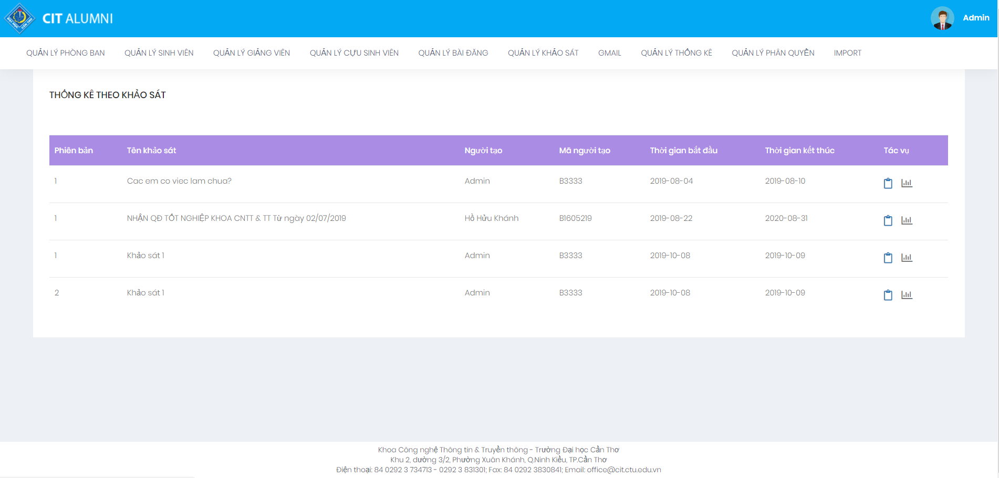 ĐẠI HỌC CẦN THƠ
CIT ALUMNI
Admin
QUẢN LÝ PHÒNG BAN QUẢN LÝ SINH VIÊN QUẢN LÝ GIẢNG VIÊN QUẢN LÝ CỰU SINH VIÊN QUẢN LÝ BÀI ĐĂNG QUẢN LÝ KHẢO SÁT GMAIL QUẢN LÝ THỐNG KÊ QUẢN LÝ PHÂN QUYỀN IMPORT
THỐNG KÊ THEO KHẢO SÁT
Phiên bản Tên khảo sát Người tạo Mã người tạo Thời gian bắt đầu Thời gian kết thúc Tác vụ
1 Cac em co viec lam chua? Admin B3333 2019-08-04 2019-08-10
1 NHẬN QĐ TỐT NGHIỆP KHOA CNTT & TT Từ ngày 02/07/2019 Hồ Hửu Khánh B1605219 2019-08-22 2020-08-31
1 Khảo sát 1 Admin B3333 2019-10-08 2019-10-09
2 Khảo sát 1 Admin B3333 2019-10-08 2019-10-09
Khoa Công nghệ Thông tin & Truyền thông - Trường Đại học Cần Thơ
Khu 2, đường 3/2, Phường Xuân Khánh, Q.Ninh Kiều, TP.Cần Thơ
Điện thoại: 84 0292 3 734713 - 0292 3 831301; Fax: 84 0292 3830841; Email: office@cit.ctu.edu.vn